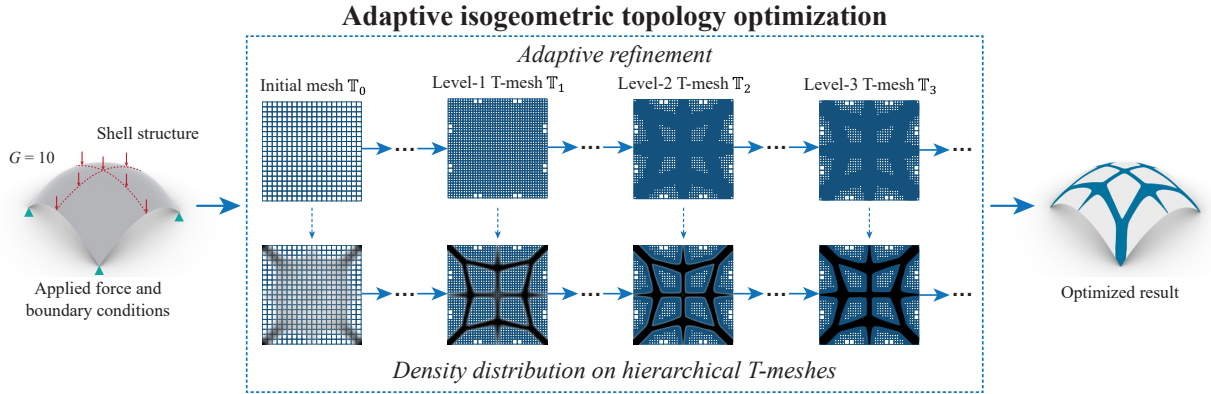 Adaptive isogeometric topology optimization
Adaptive refinement
Initial mesh 𝕋₀
Level-1 T-mesh 𝕋₁
Level-2 T-mesh 𝕋₂
Level-3 T-mesh 𝕋₃
Shell structure
G = 10
... ... ... ...
Applied force and
boundary conditions
... ... ... ...
Optimized result
Density distribution on hierarchical T-meshes